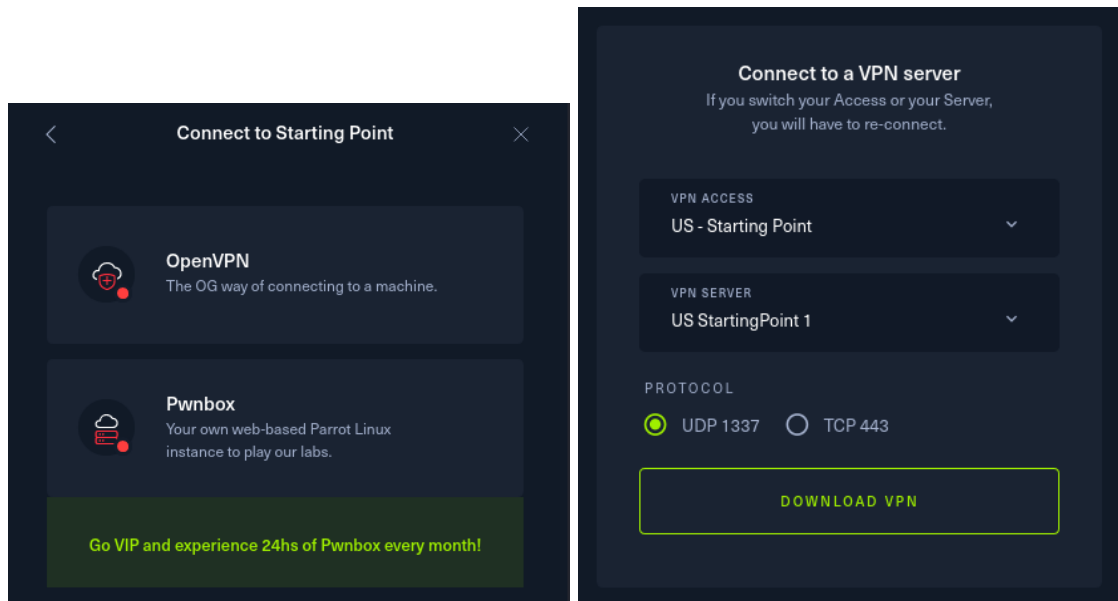 Connect to Starting Point
OpenVPN
The OG way of connecting to a machine.
Pwnbox
Your own web-based Parrot Linux
instance to play our labs.
Go VIP and experience 24hs of Pwnbox every month!
Connect to a VPN server
If you switch your Access or your Server,
you will have to re-connect.
VPN ACCESS
US - Starting Point
VPN SERVER
US StartingPoint 1
PROTOCOL
UDP 1337 TCP 443
DOWNLOAD VPN